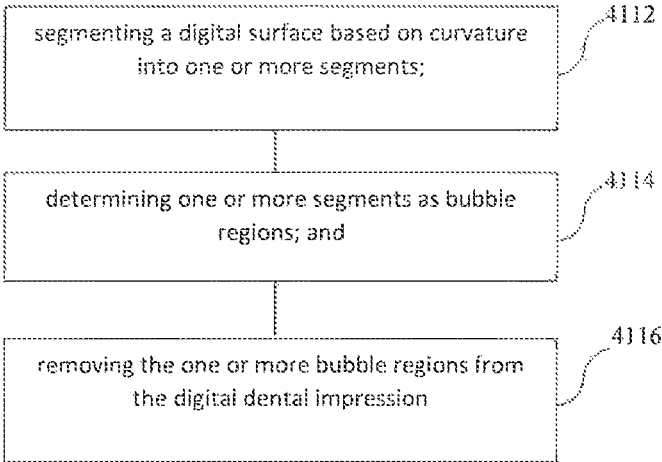 segmenting a digital surface based on curvature
into one or more segments;
4112
determining one or more segments as bubble
regions; and
4114
removing the one or more bubble regions from
the digital dental impression
4116